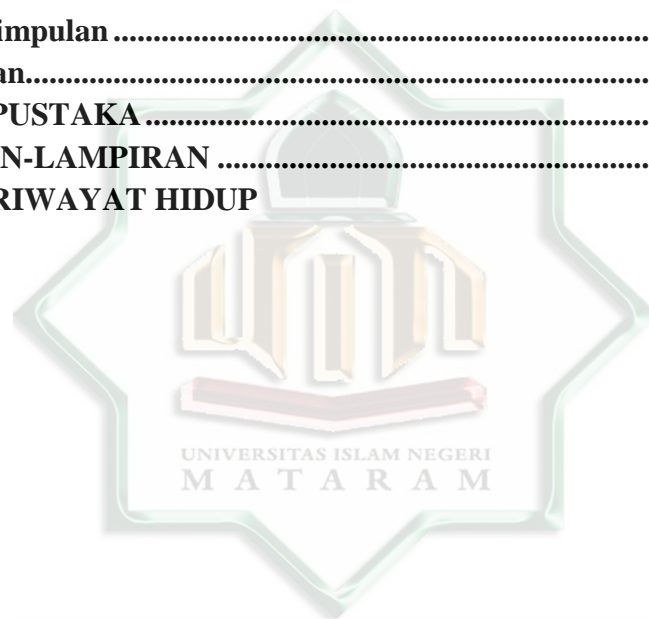 impulan ................................................................
an................................................................
PUSTAKA ................................................................
N-LAMPIRAN ................................................................
RIWAYAT HIDUP
UNIVERSITAS ISLAM NEGERI
MATARAM